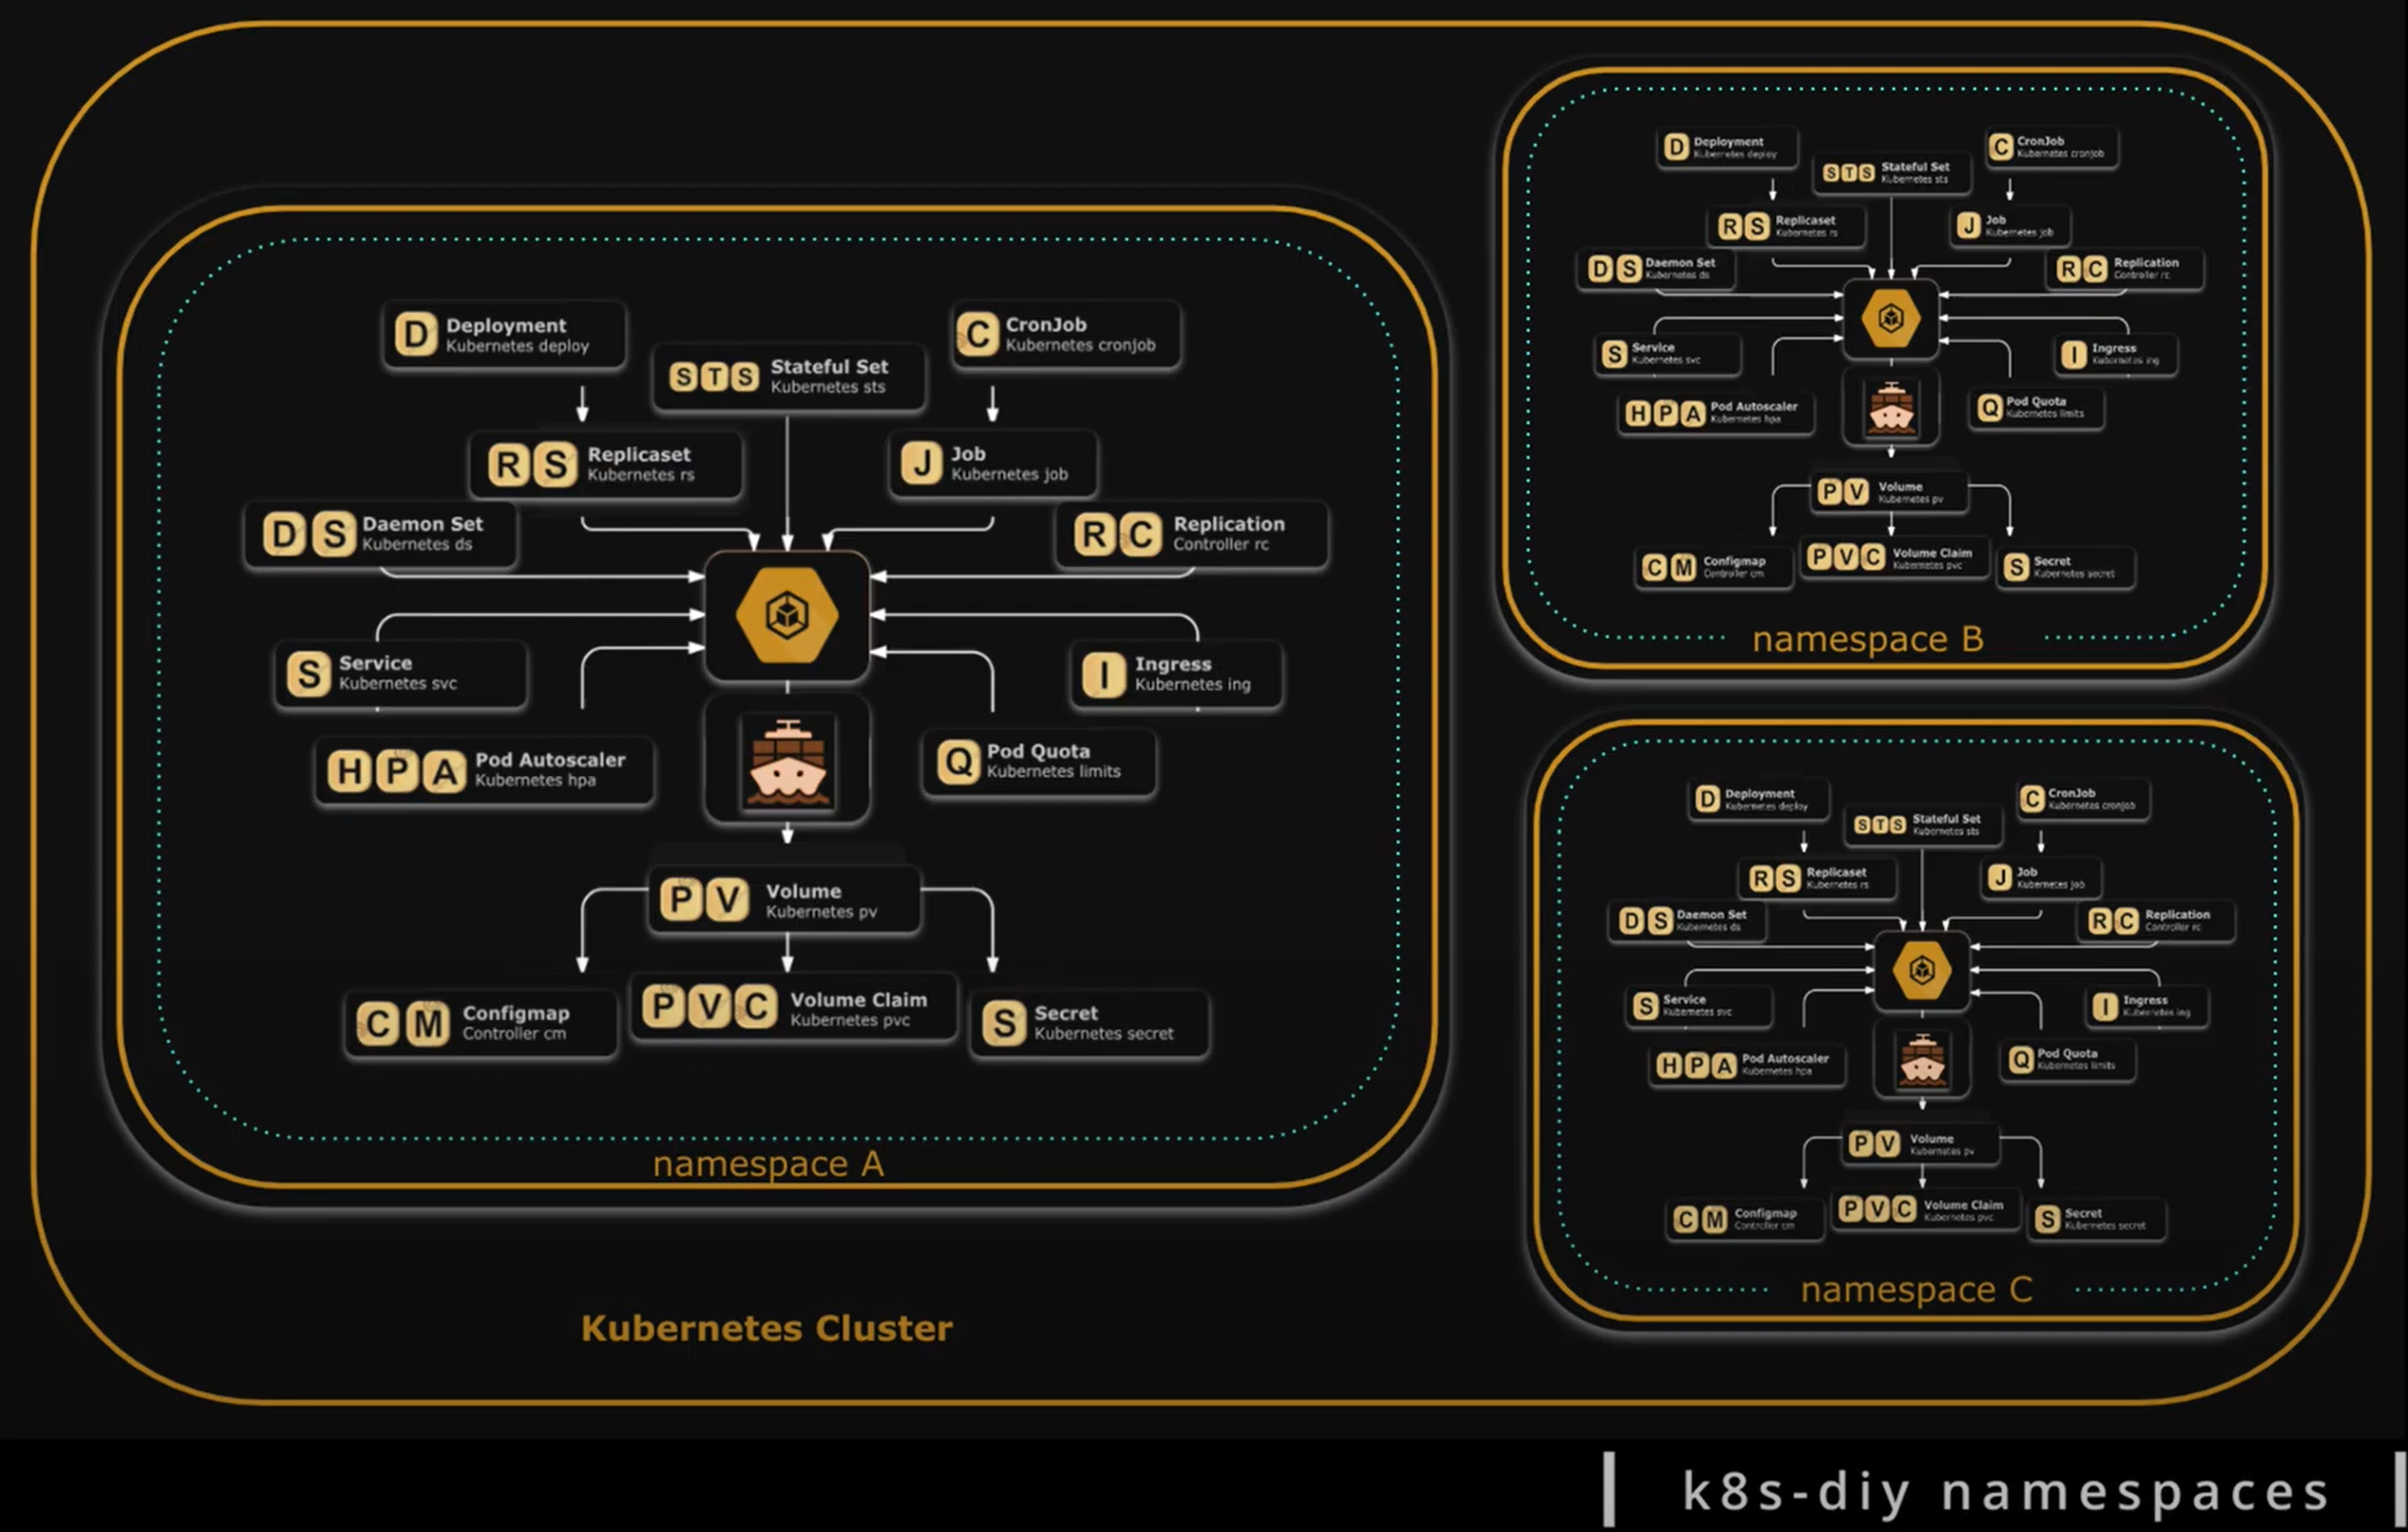 D Deployment
Kubernetes deploy
STS Stateful Set
Kubernetes sts
C CronJob
Kubernetes cronjob
RS Replicaset
Kubernetes rs
J Job
Kubernetes job
DS Daemon Set
Kubernetes ds
RC Replication
Controller rc
S Service
Kubernetes svc
I Ingress
Kubernetes ing
HPA Pod Autoscaler
Kubernetes hpa
Q Pod Quota
Kubernetes limits
PV Volume
Kubernetes pv
CM Configmap
Controller cm
PVC Volume Claim
Kubernetes pvc
S Secret
Kubernetes secret
namespace A
D Deployment
Kubernetes deploy
STS Stateful Set
Kubernetes sts
C CronJob
Kubernetes cronjob
RS Replicaset
Kubernetes rs
J Job
Kubernetes job
DS Daemon Set
Kubernetes ds
RC Replication
Controller rc
S Service
Kubernetes svc
I Ingress
Kubernetes ing
HPA Pod Autoscaler
Kubernetes hpa
Q Pod Quota
Kubernetes limits
PV Volume
Kubernetes pv
CM Configmap
Controller cm
PVC Volume Claim
Kubernetes pvc
S Secret
Kubernetes secret
namespace B
D Deployment
Kubernetes deploy
STS Stateful Set
Kubernetes sts
C CronJob
Kubernetes cronjob
RS Replicaset
Kubernetes rs
J Job
Kubernetes job
DS Daemon Set
Kubernetes ds
RC Replication
Controller rc
S Service
Kubernetes svc
I Ingress
Kubernetes ing
HPA Pod Autoscaler
Kubernetes hpa
Q Pod Quota
Kubernetes limits
PV Volume
Kubernetes pv
CM Configmap
Controller cm
PVC Volume Claim
Kubernetes pvc
S Secret
Kubernetes secret
namespace C
Kubernetes Cluster
k8s-diy namespaces